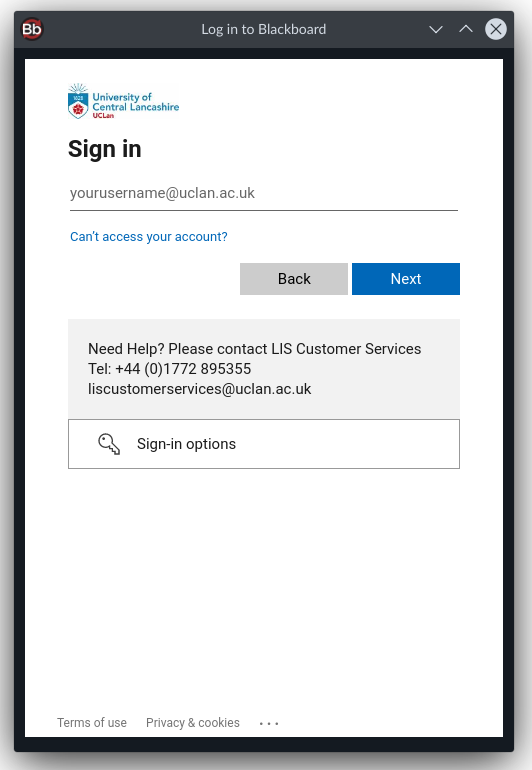 Bb
Log in to Blackboard
1828
University of
Central Lancashire
UCLan
Sign in
yourusername@uclan.ac.uk
Can't access your account?
Back
Next
Need Help? Please contact LIS Customer Services
Tel: +44 (0)1772 895355
liscustomerservices@uclan.ac.uk
Sign-in options
Terms of use
Privacy & cookies
...